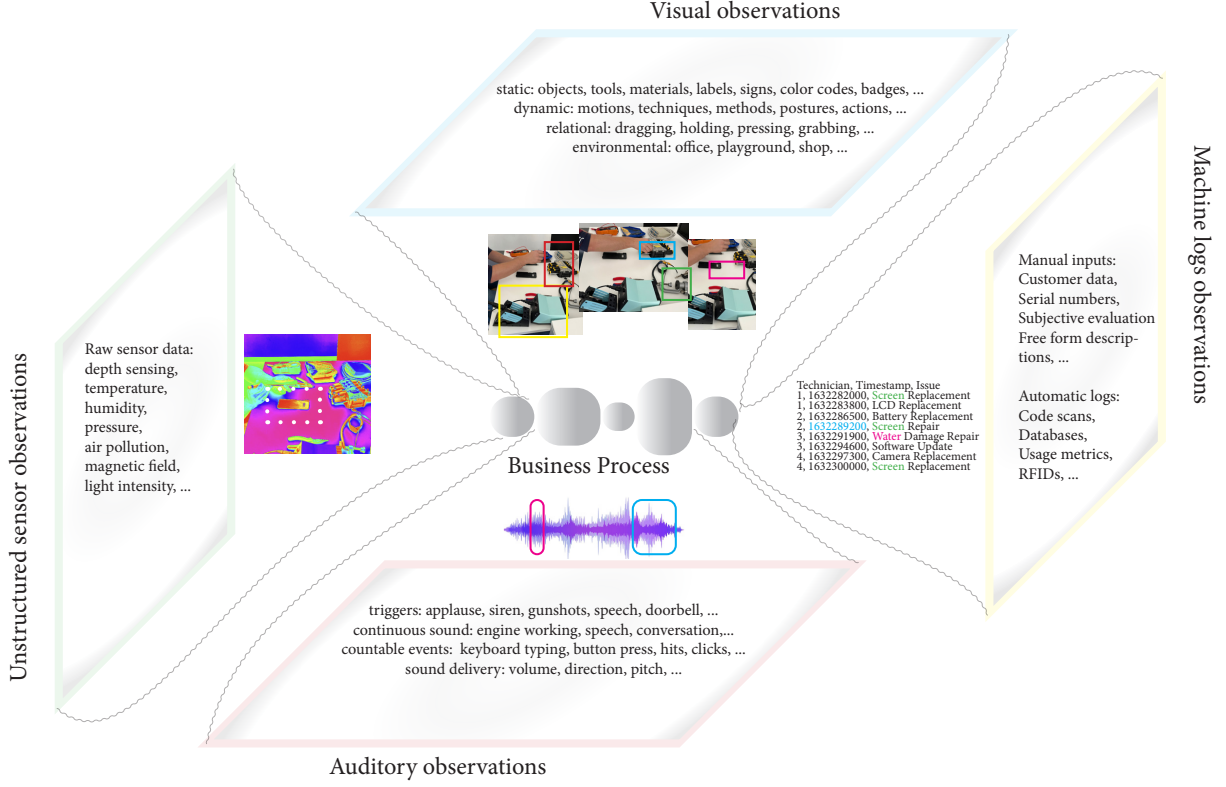 Visual observations
static: objects, tools, materials, labels, signs, color codes, badges, ...
dynamic: motions, techniques, methods, postures, actions, ...
relational: dragging, holding, pressing, grabbing, ...
environmental: office, playground, shop, ...
Unstructured sensor observations
Raw sensor data:
depth sensing,
temperature,
humidity,
pressure,
air pollution,
magnetic field,
light intensity, ...
Business Process
Technician, Timestamp, Issue
1, 1632282000, Screen Replacement
1, 1632283800, LCD Replacement
2, 1632286500, Battery Replacement
2, 1632289200, Screen Repair
3, 1632291900, Water Damage Repair
3, 1632294600, Software Update
4, 1632297300, Camera Replacement
4, 1632300000, Screen Replacement
Manual inputs:
Customer data,
Serial numbers,
Subjective evaluation
Free form descrip-
tions, ...
Automatic logs:
Code scans,
Databases,
Usage metrics,
RFIDs, ...
Machine logs observations
triggers: applause, siren, gunshots, speech, doorbell, ...
continuous sound: engine working, speech, conversation,...
countable events: keyboard typing, button press, hits, clicks, ...
sound delivery: volume, direction, pitch, ...
Auditory observations